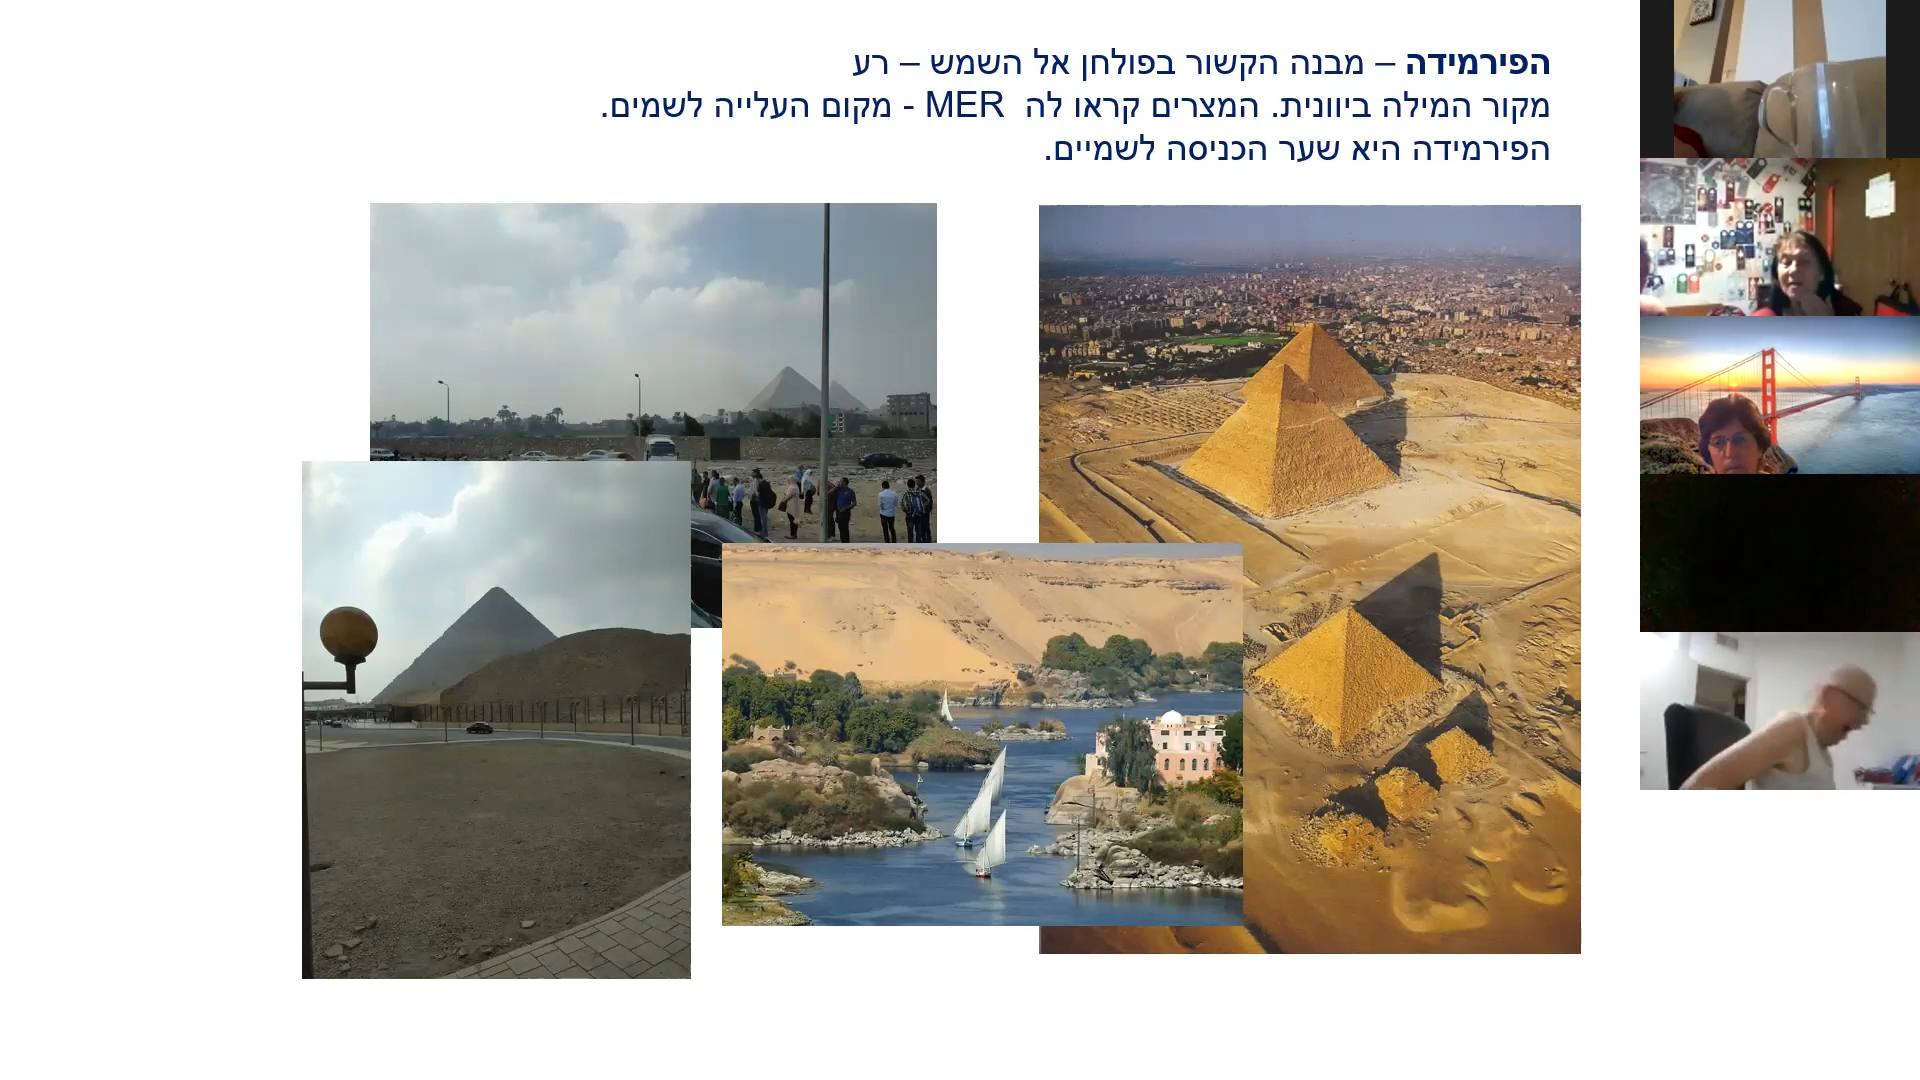 הפירמידה – מבנה הקשור בפולחן אל השמש – רע
מקור המילה ביוונית. המצרים קראו לה  MER - מקום העלייה לשמים.
הפירמידה היא שער הכניסה לשמיים.